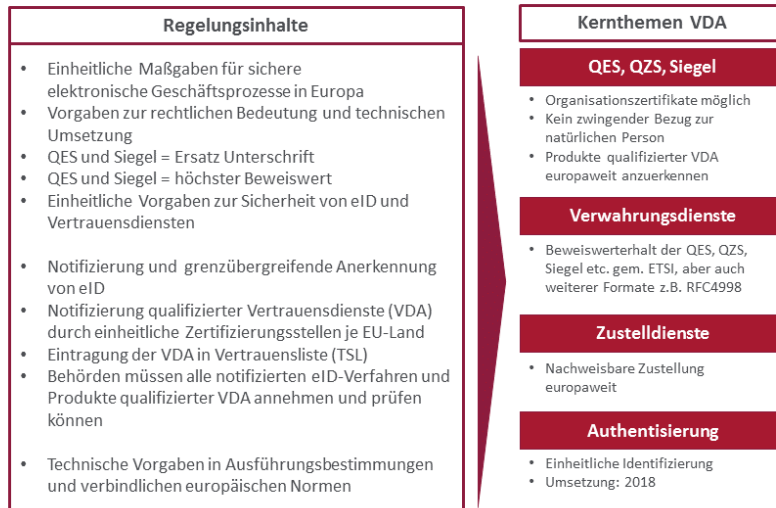 Regelungsinhalte
• Einheitliche Maßgaben für sichere
elektronische Geschäftsprozesse in Europa
• Vorgaben zur rechtlichen Bedeutung und technischen
Umsetzung
• QES und Siegel = Ersatz Unterschrift
• QES und Siegel = höchster Beweiswert
• Einheitliche Vorgaben zur Sicherheit von eID und
Vertrauensdiensten
• Notifizierung und grenzübergreifende Anerkennung
von eID
• Notifizierung qualifizierter Vertrauensdienste (VDA)
durch einheitliche Zertifizierungsstellen je EU-Land
• Eintragung der VDA in Vertrauensliste (TSL)
• Behörden müssen alle notifizierten eID-Verfahren und
Produkte qualifizierter VDA annehmen und prüfen
können
• Technische Vorgaben in Ausführungsbestimmungen
und verbindlichen europäischen Normen
Kernthemen VDA
QES, QZS, Siegel
• Organisationszertifikate möglich
• Kein zwingender Bezug zur
natürlichen Person
• Produkte qualifizierter VDA
europaweit anzuerkennen
Verwahrungsdienste
• Beweiswerterhalt der QES, QZS,
Siegel etc. gem. ETSI, aber auch
weiterer Formate z.B. RFC4998
Zustelldienste
• Nachweisbare Zustellung
europaweit
Authentisierung
• Einheitliche Identifizierung
• Umsetzung: 2018